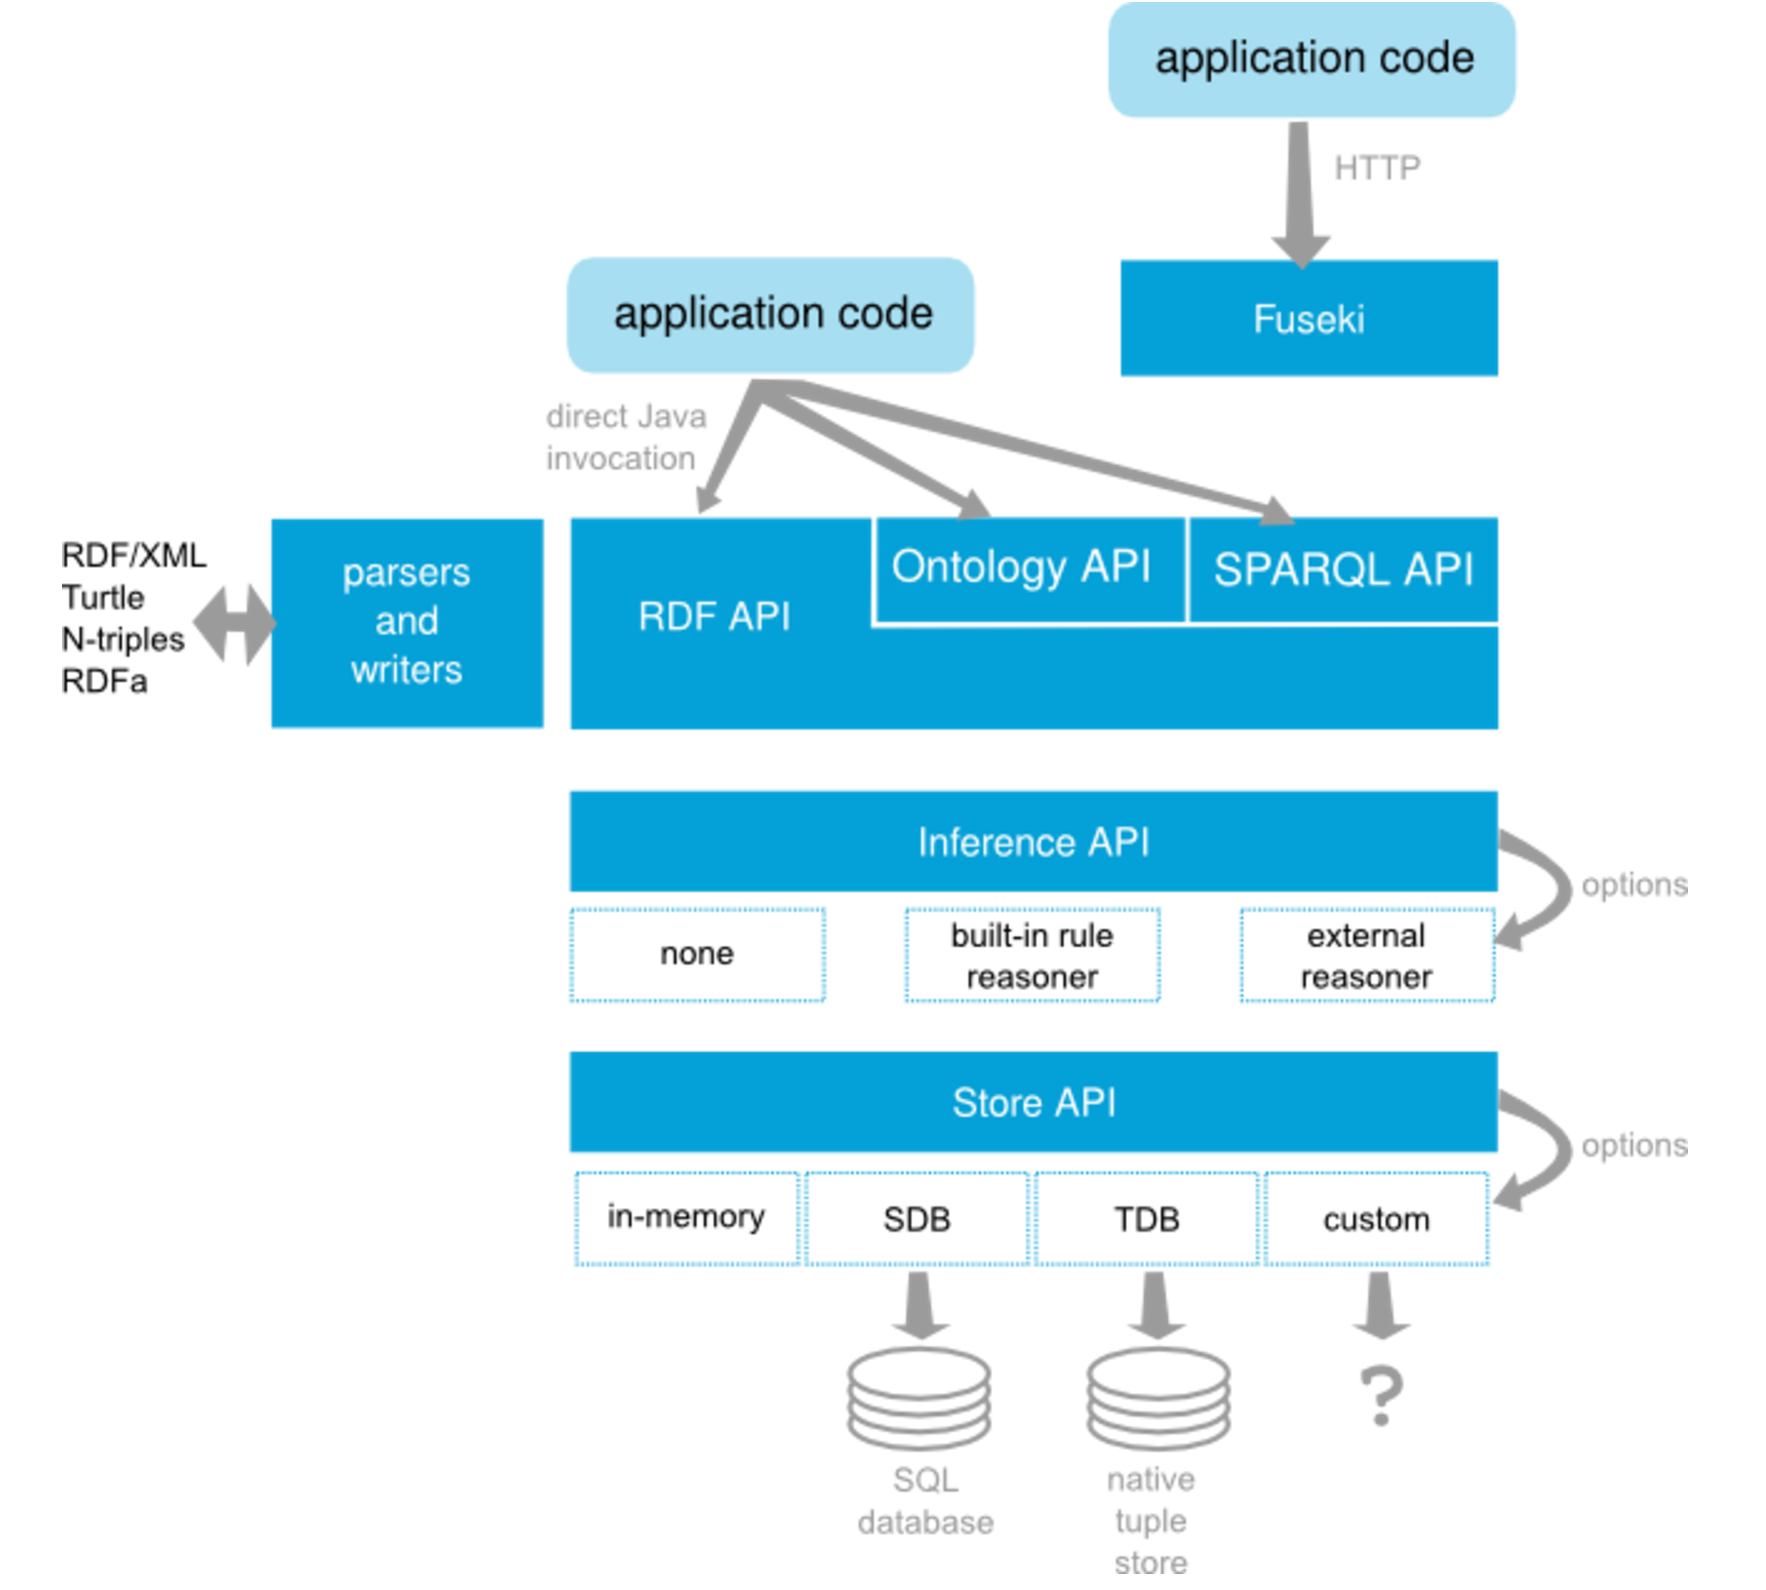 application code
HTTP
Fuseki
application code
direct Java
invocation
RDF/XML
Turtle
N-triples
RDFa
parsers
and
writers
RDF API
Ontology API
SPARQL API
Inference API
options
none
built-in rule
reasoner
external
reasoner
Store API
options
in-memory
SDB
TDB
custom
?
SQL
database
native
tuple
store